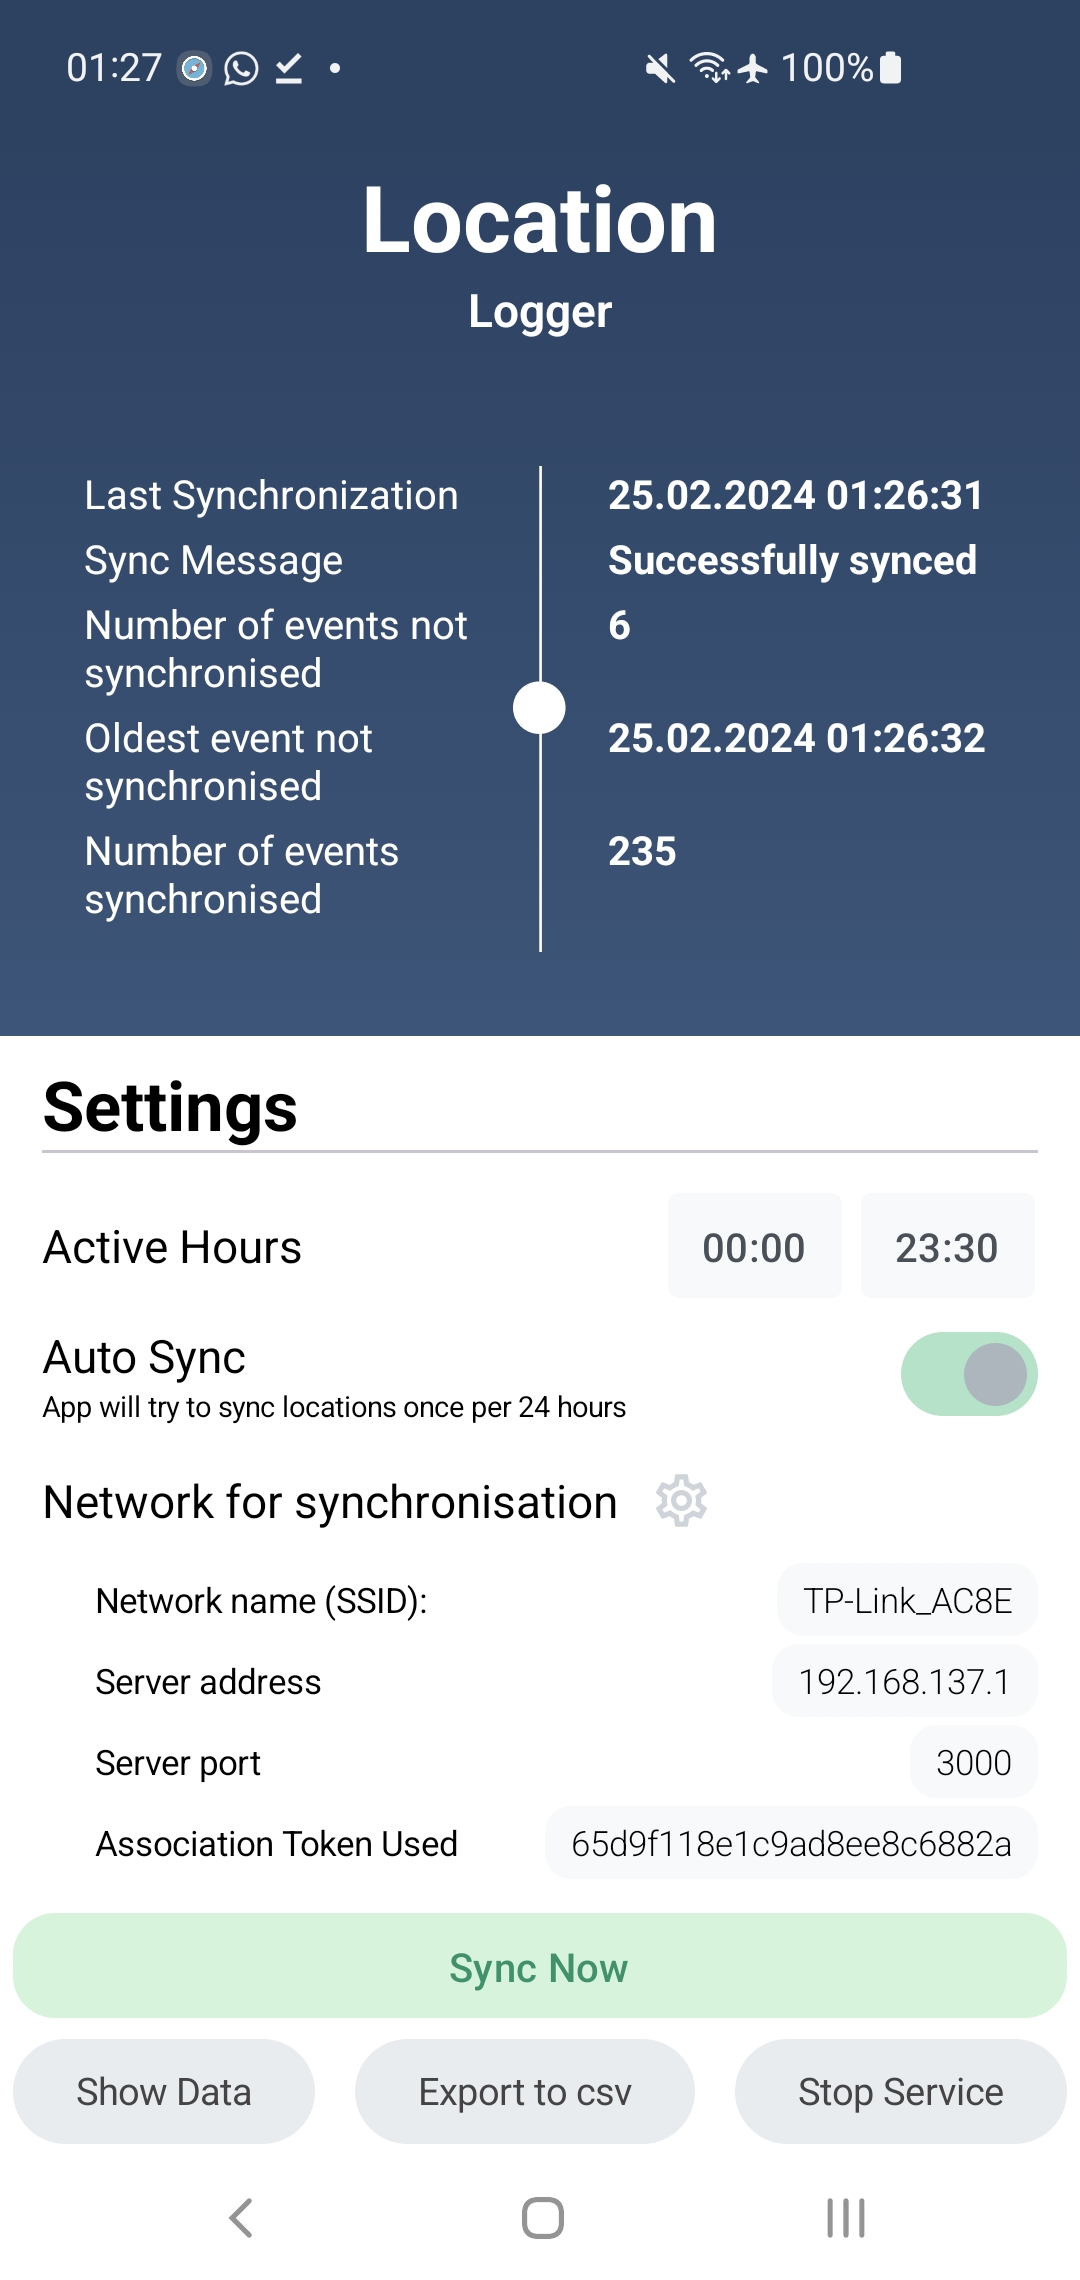 01:27
100%
Location
Logger
Last Synchronization 25.02.2024 01:26:31
Sync Message Successfully synced
Number of events not 6
synchronised
Oldest event not 25.02.2024 01:26:32
synchronised
Number of events 235
synchronised
Settings
Active Hours 00:00 23:30
Auto Sync
App will try to sync locations once per 24 hours
Network for synchronisation
Network name (SSID): TP-Link_AC8E
Server address 192.168.137.1
Server port 3000
Association Token Used 65d9f118e1c9ad8ee8c6882a
Sync Now
Show Data Export to csv Stop Service